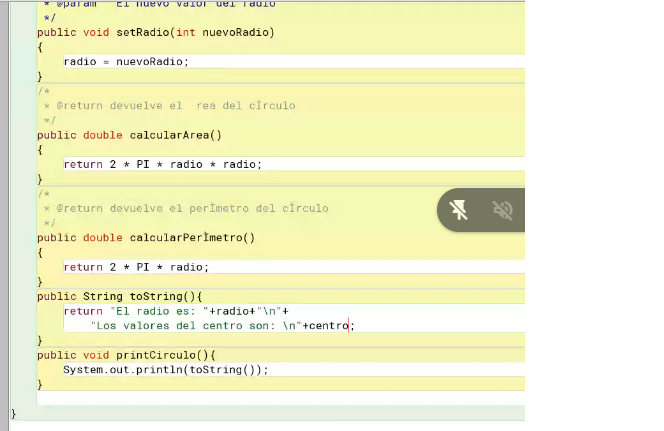 * @param El nuevo valor del radio
*/
public void setRadio(int nuevoRadio)
{
radio = nuevoRadio;
}
/*
* @return devuelve el rea del cÌrculo
*/
public double calcularArea()
{
return 2 * PI * radio * radio;
}
/*
* @return devuelve el perÌmetro del cÌrculo
*/
public double calcularPerÌmetro()
{
return 2 * PI * radio;
}
public String toString(){
return "El radio es: "+radio+"\n"+
"Los valores del centro son: \n"+centro;
}
public void printCirculo(){
System.out.println(toString());
}
}